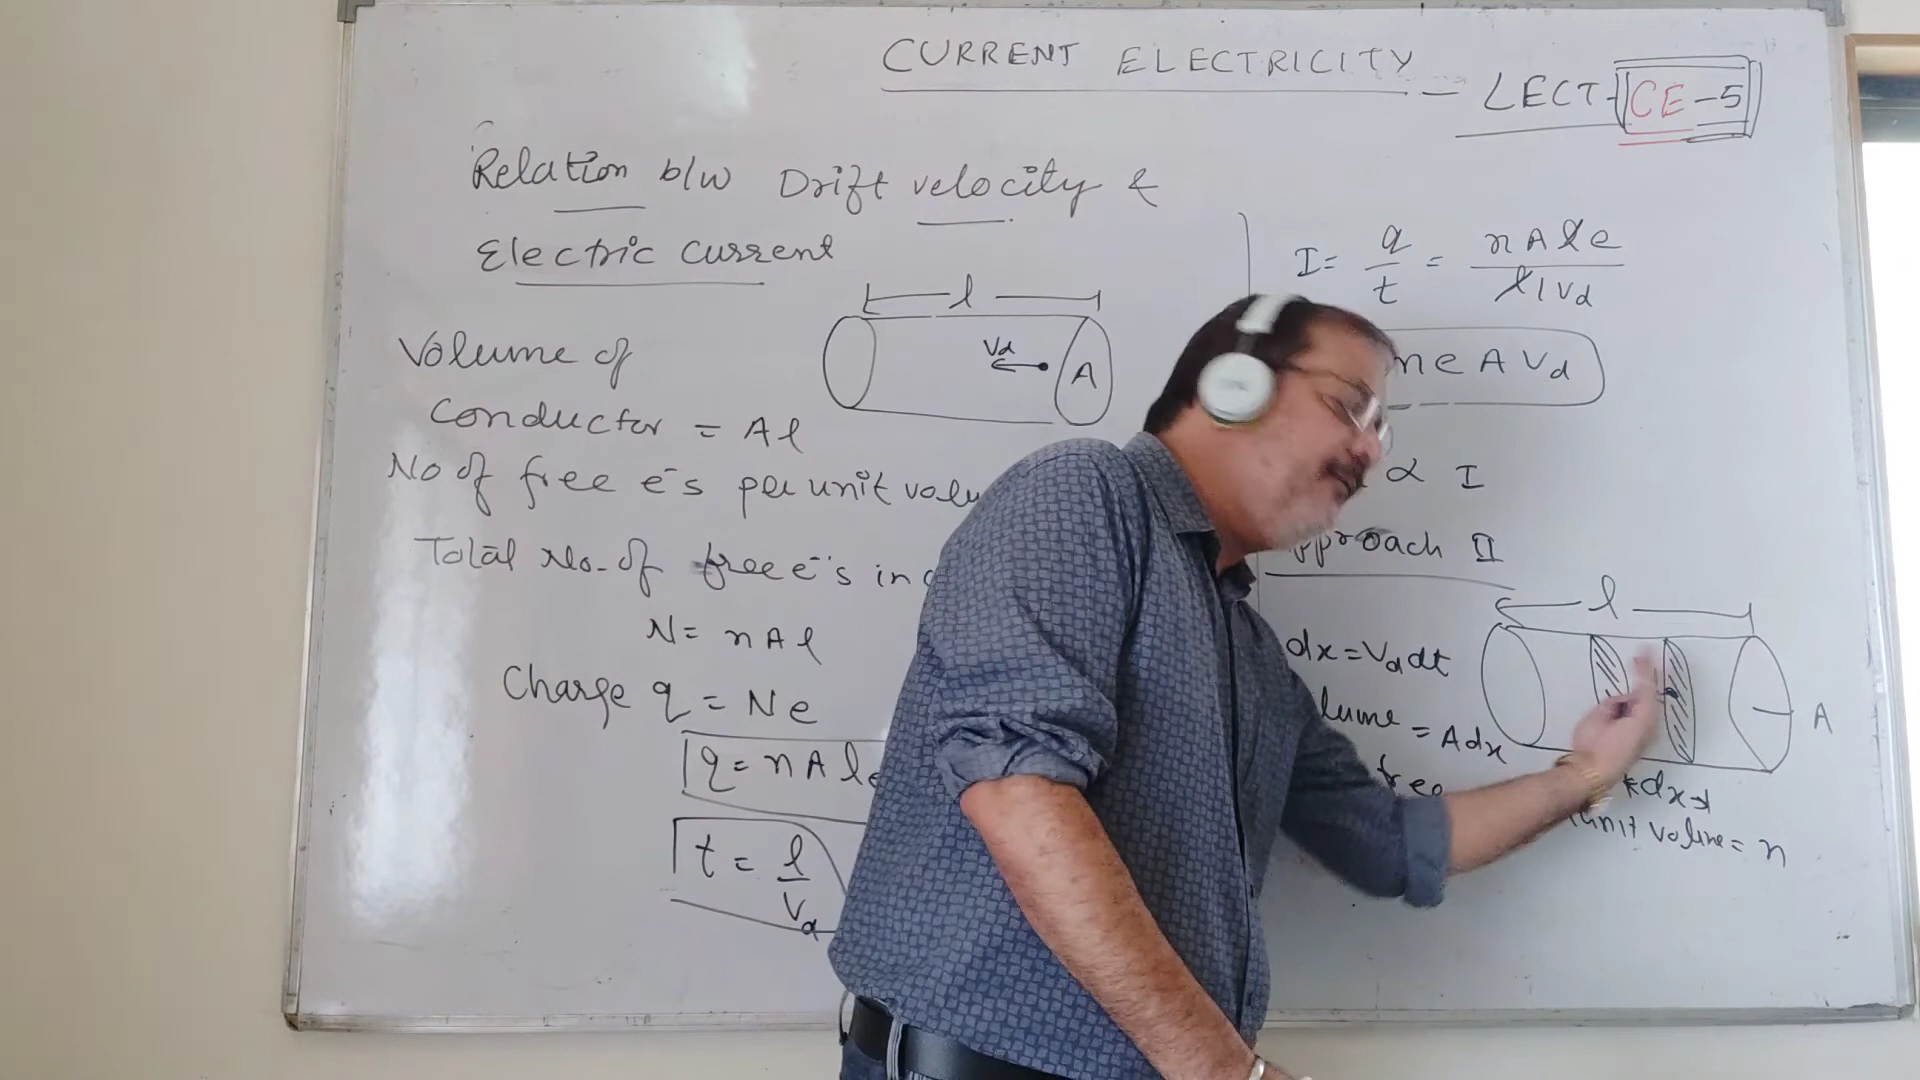 CURRENT ELECTRICITY - LECT-CE-5
Relation b/w Drift velocity &
Electric current
l
Vd
A
Volume of
conductor = Al
No of free e⁻s per unit
Total No. of free e⁻s in
N = nAl
Charge q = Ne
q = nAl
t = l/Vd
I = q/t = nAle/l/Vd
neAVd
α I
Approach II
l
dx = Vd dt
= Adx
free
A
dx
unit volume = n